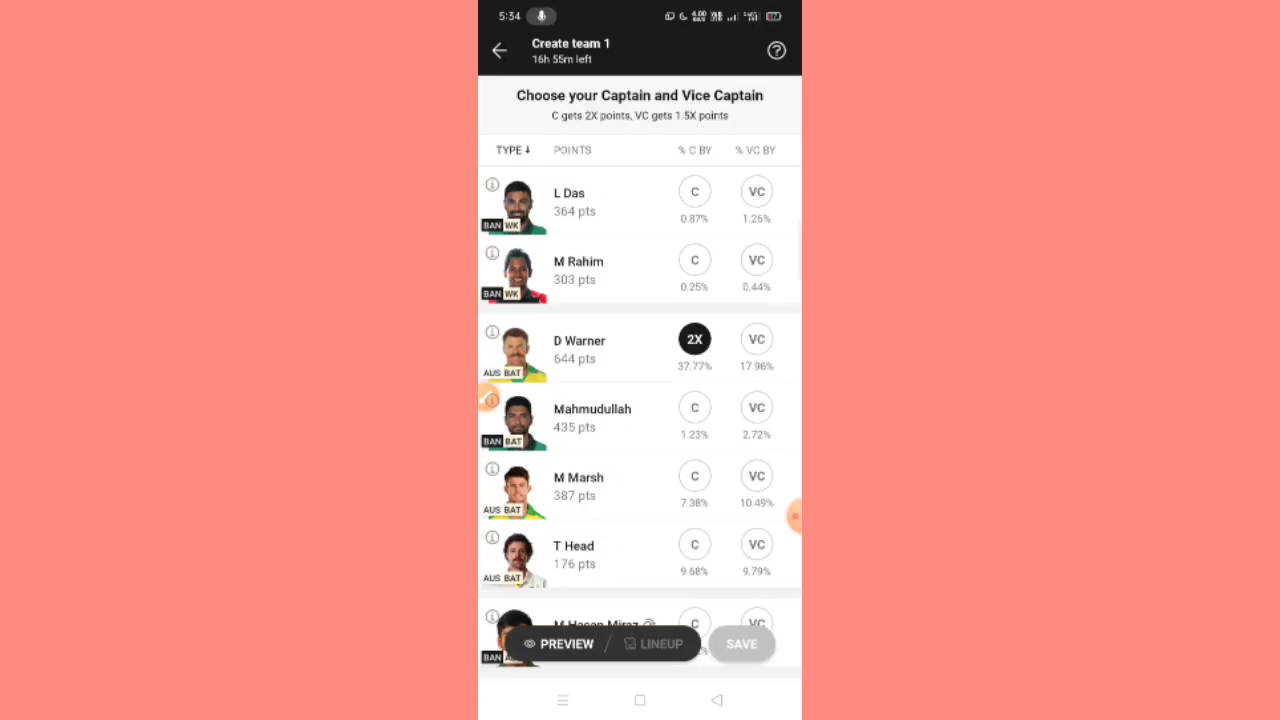 5:34
Create team 1
16h 55m left
Choose your Captain and Vice Captain
C gets 2X points, VC gets 1.5X points
TYPE POINTS % C BY % VC BY
L Das
364 pts
C VC
0.87% 1.26%
BAN WK
M Rahim
303 pts
C VC
0.25% 0.44%
BAN WK
D Warner
644 pts
2X VC
37.77% 17.96%
AUS BAT
Mahmudullah
435 pts
C VC
1.23% 2.72%
BAN BAT
M Marsh
387 pts
C VC
7.38% 10.49%
AUS BAT
T Head
176 pts
C VC
9.68% 9.79%
AUS BAT
M Hasan Miraz
C VC
BAN
PREVIEW / LINEUP SAVE